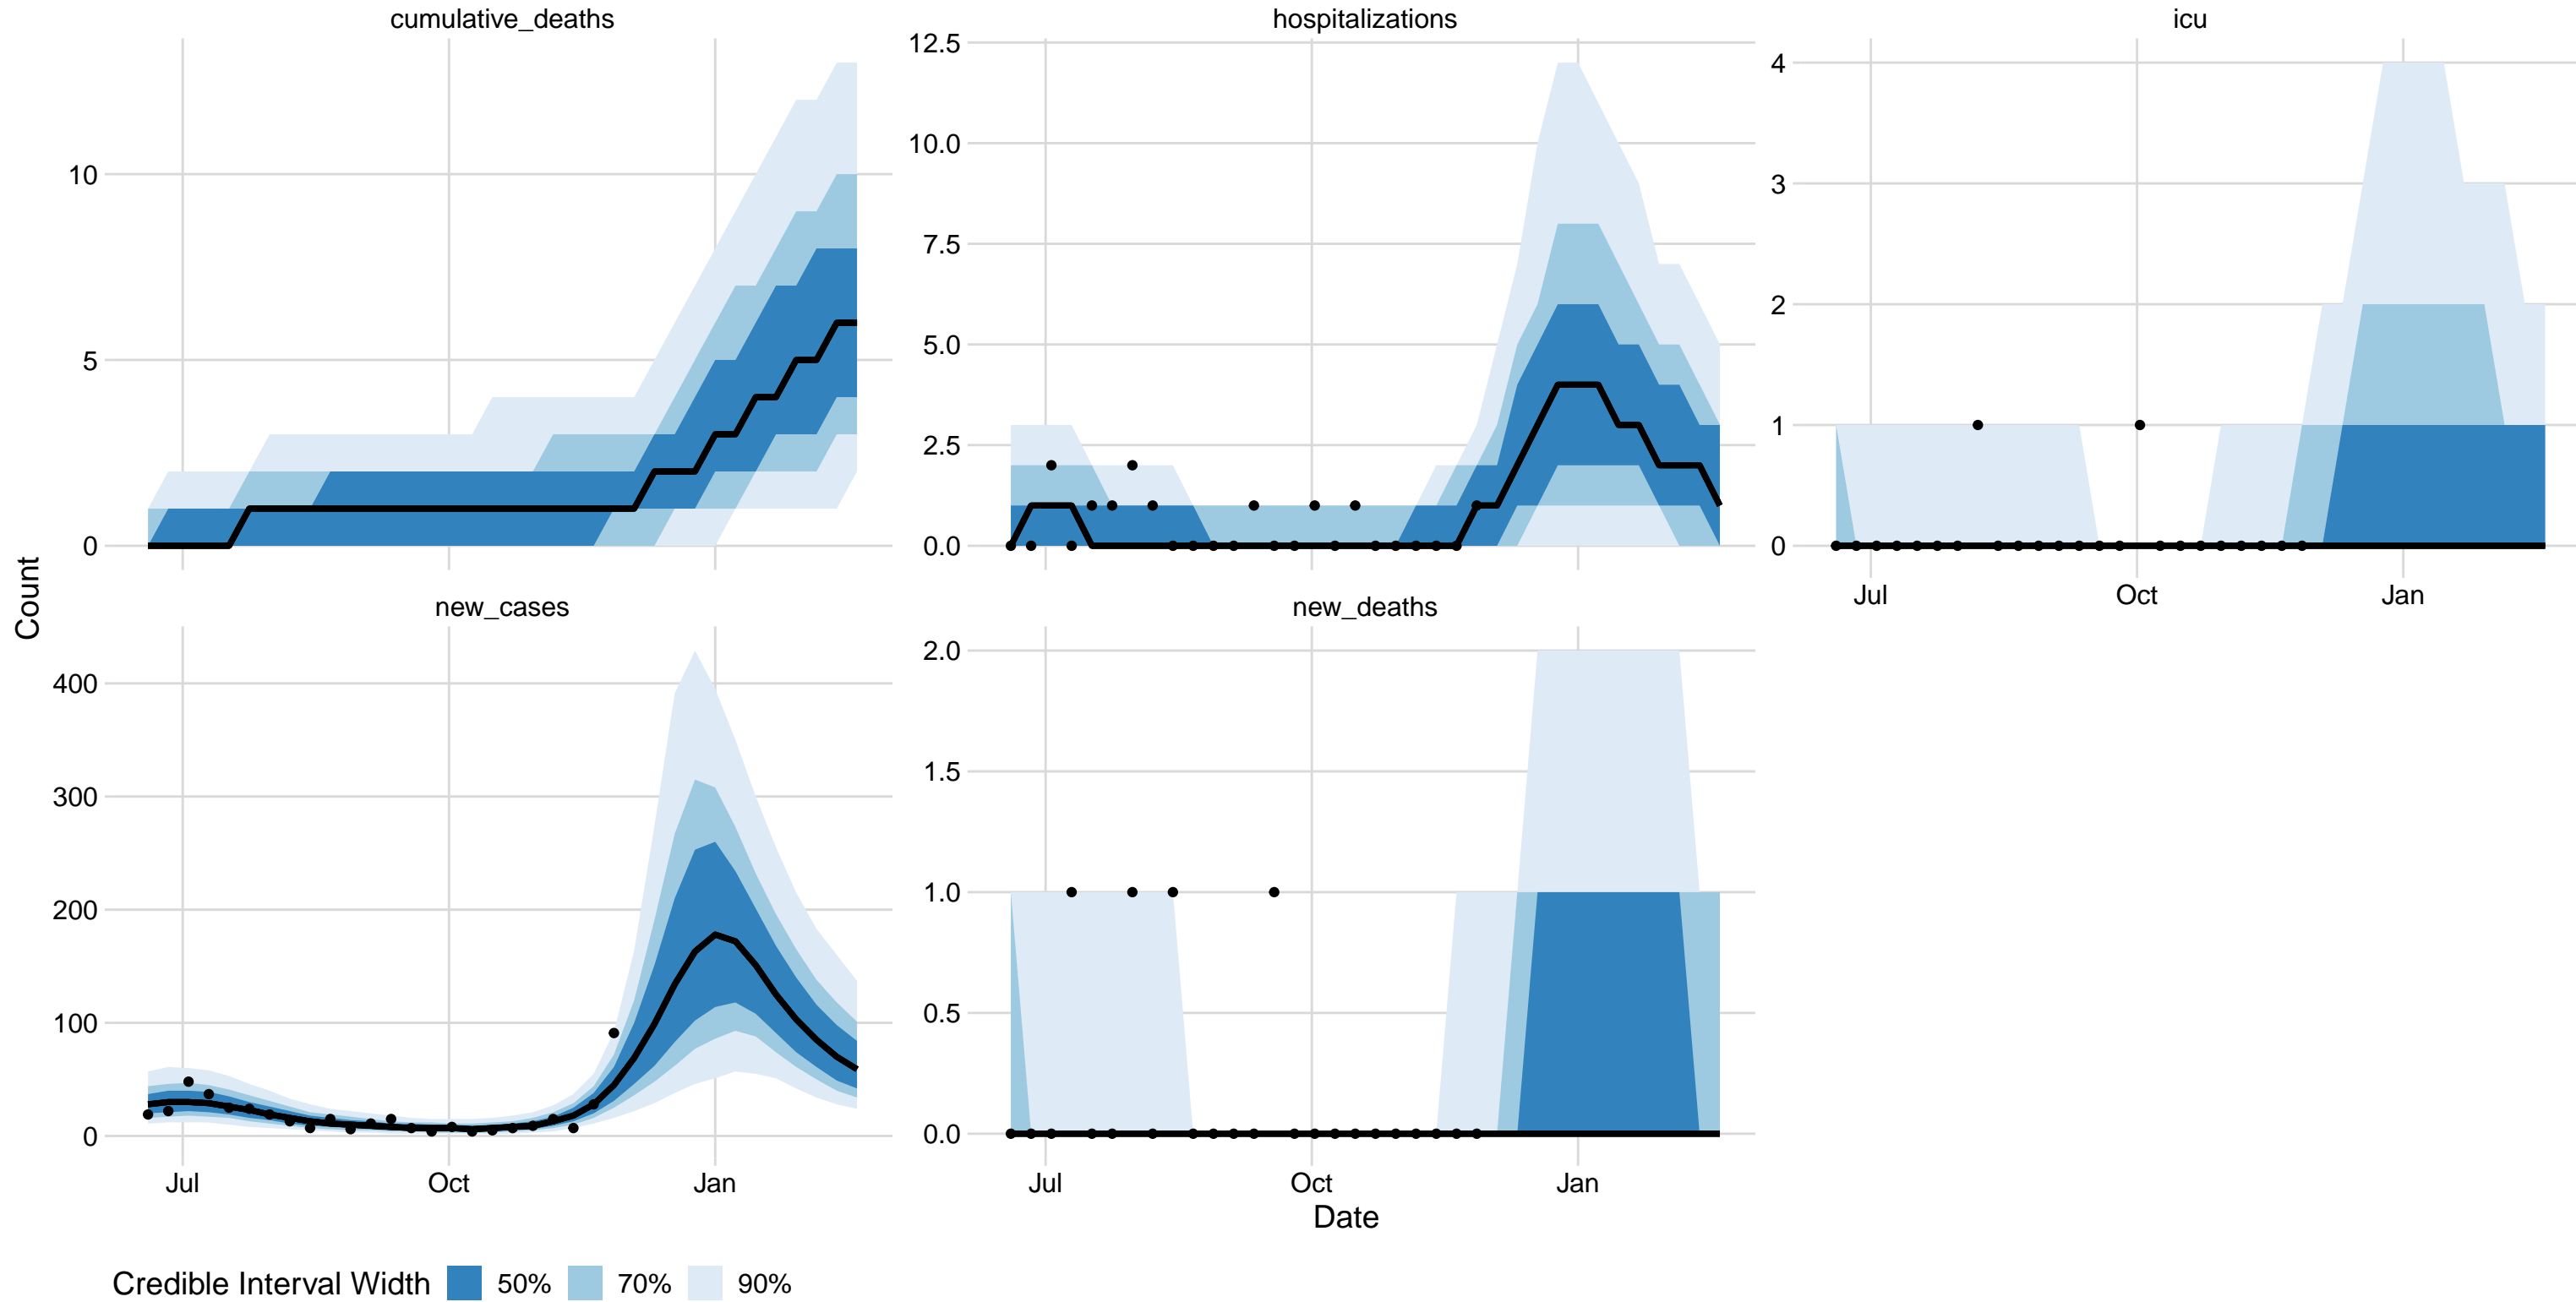 cumulative_deaths
hospitalizations
icu
10
5
0
12.5
10.0
7.5
5.0
2.5
0.0
4
3
2
1
0
Jul
Oct
Jan
Count
new_cases
new_deaths
400
300
200
100
0
2.0
1.5
1.0
0.5
0.0
Jul
Oct
Jan
Jul
Oct
Jan
Date
Credible Interval Width 50% 70% 90%